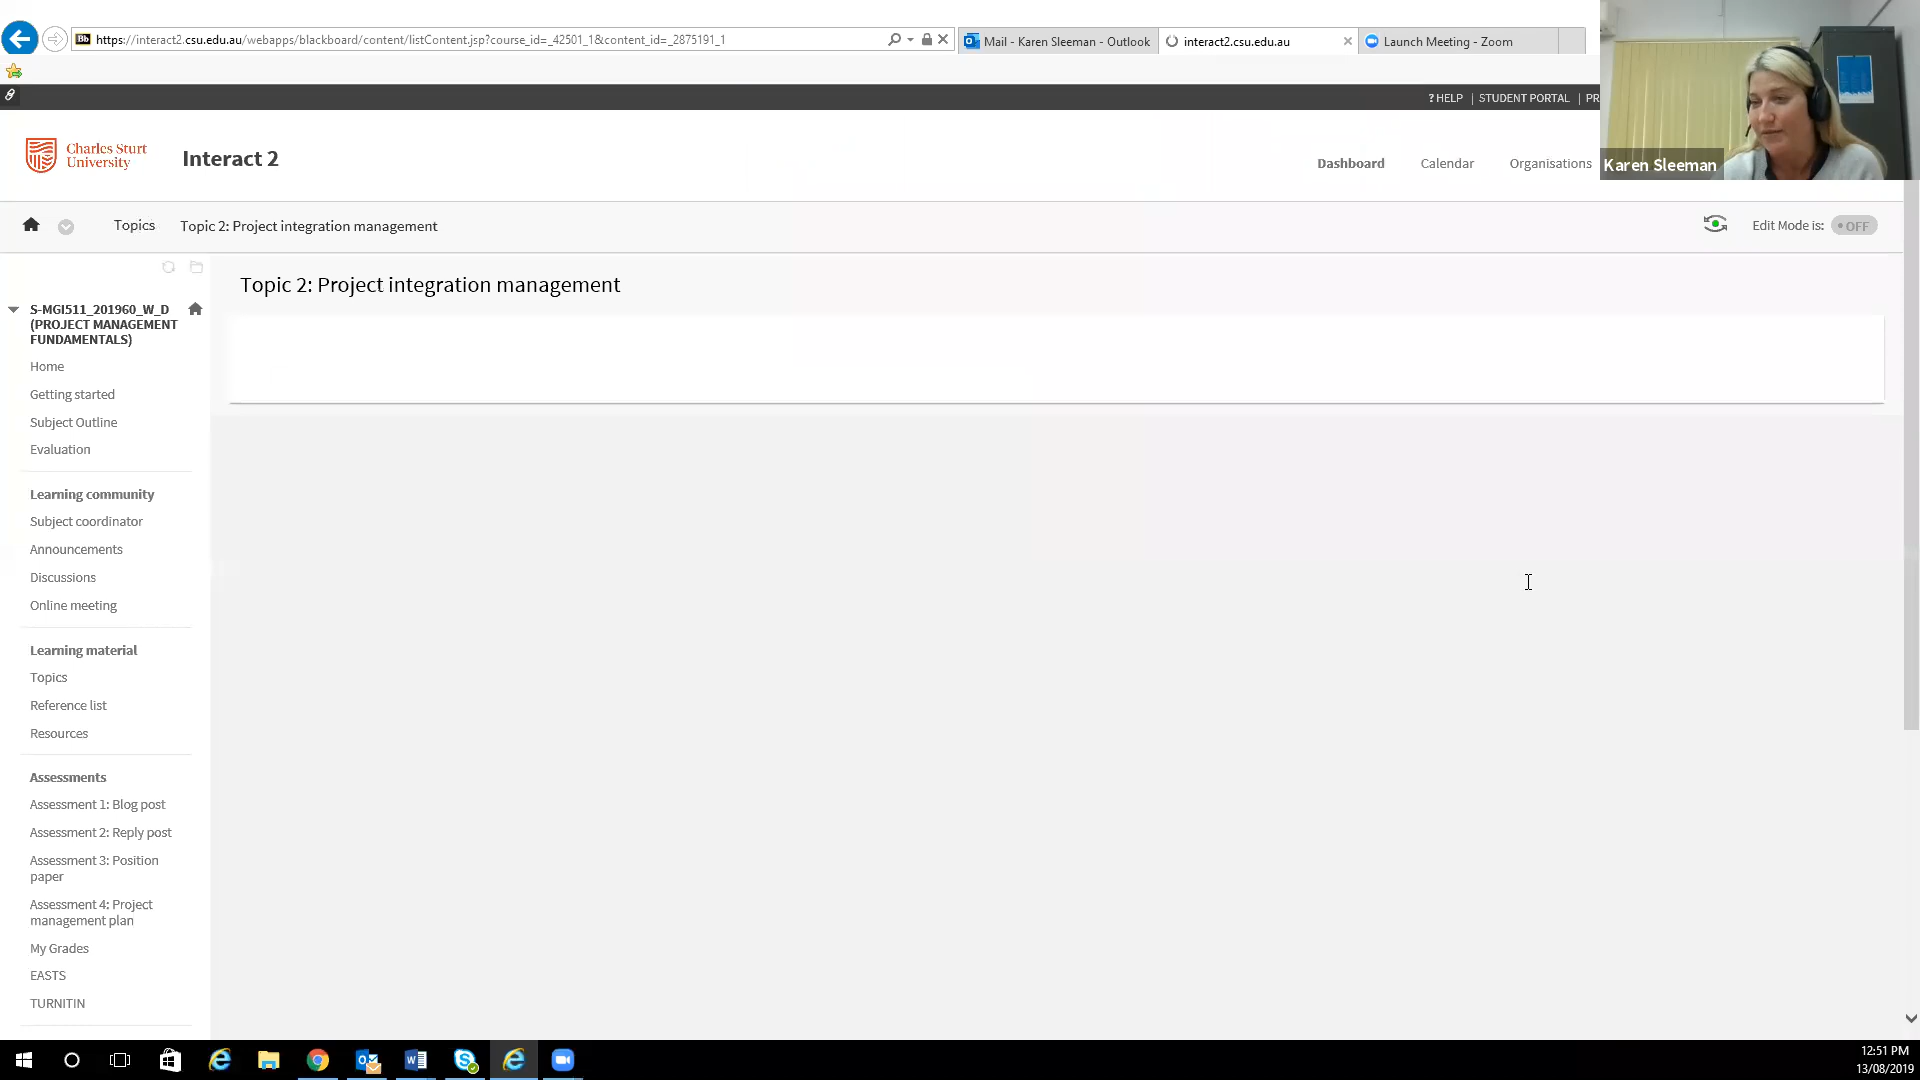 https://interact2.csu.edu.au/webapps/blackboard/content/listContent.jsp?course_id=_42501_1&content_id=_2875191_1
Mail - Karen Sleeman - Outlook
interact2.csu.edu.au
Launch Meeting - Zoom
? HELP | STUDENT PORTAL | PR
Charles Sturt
University
Interact 2
Dashboard
Calendar
Organisations
Karen Sleeman
Topics
Topic 2: Project integration management
Edit Mode is:
• OFF
Topic 2: Project integration management
S-MGI511_201960_W_D
(PROJECT MANAGEMENT
FUNDAMENTALS)
Home
Getting started
Subject Outline
Evaluation
Learning community
Subject coordinator
Announcements
Discussions
Online meeting
Learning material
Topics
Reference list
Resources
Assessments
Assessment 1: Blog post
Assessment 2: Reply post
Assessment 3: Position
paper
Assessment 4: Project
management plan
My Grades
EASTS
TURNITIN
12:51 PM
13/08/2019